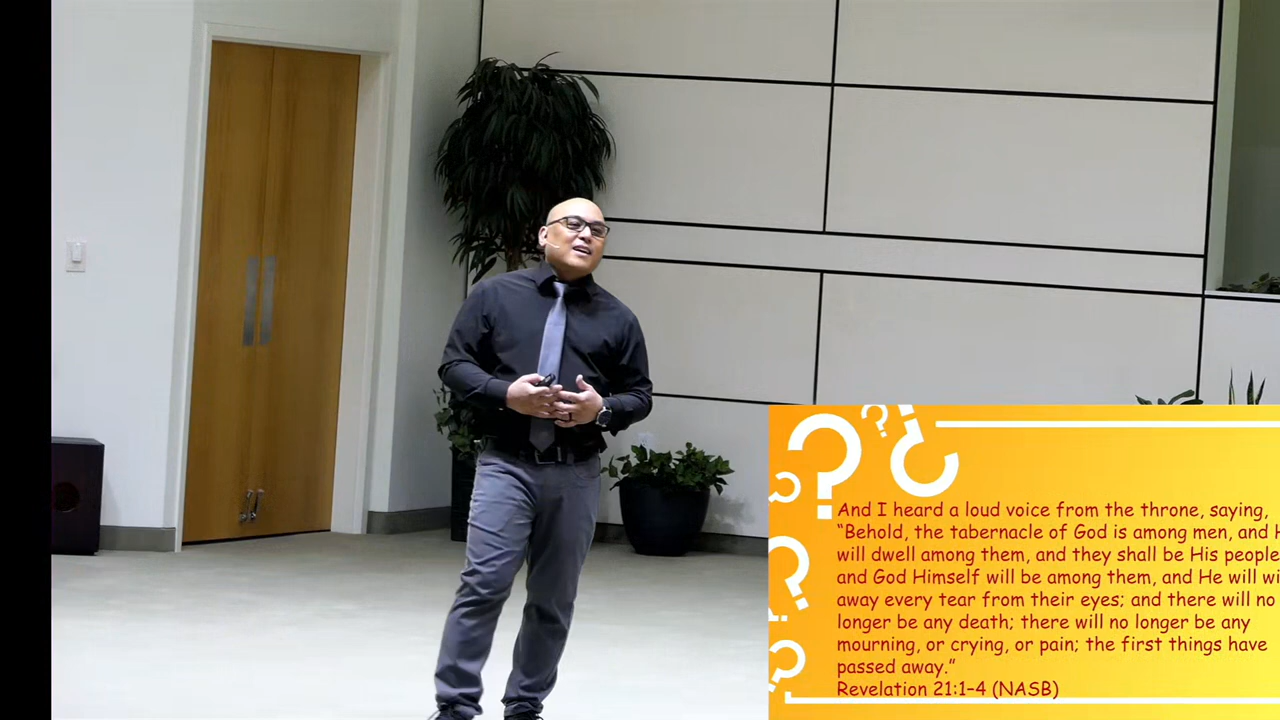 And I heard a loud voice from the throne, saying,
“Behold, the tabernacle of God is among men, and
will dwell among them, and they shall be His people
and God Himself will be among them, and He will
away every tear from their eyes; and there will no
longer be any death; there will no longer be any
mourning, or crying, or pain; the first things have
passed away.”
Revelation 21:1–4 (NASB)